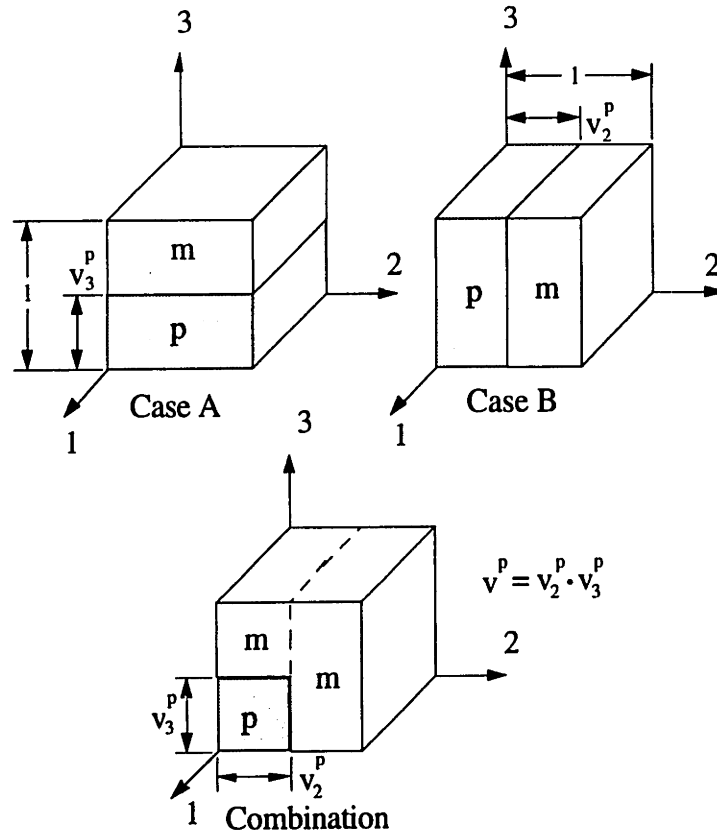 3
m
p
v₃ᵖ
1
2
1
Case A
3
1
v₂ᵖ
p
m
2
1
Case B
3
vᵖ = v₂ᵖ · v₃ᵖ
m
m
p
v₃ᵖ
v₂ᵖ
2
1
Combination